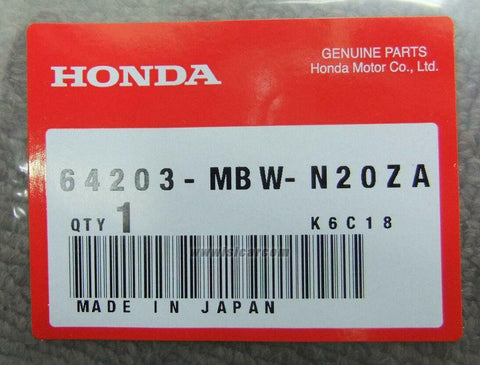 HONDA
GENUINE PARTS
Honda Motor Co., Ltd.
64203-MBW-N20ZA
QTY 1
K6C18
MADE IN JAPAN